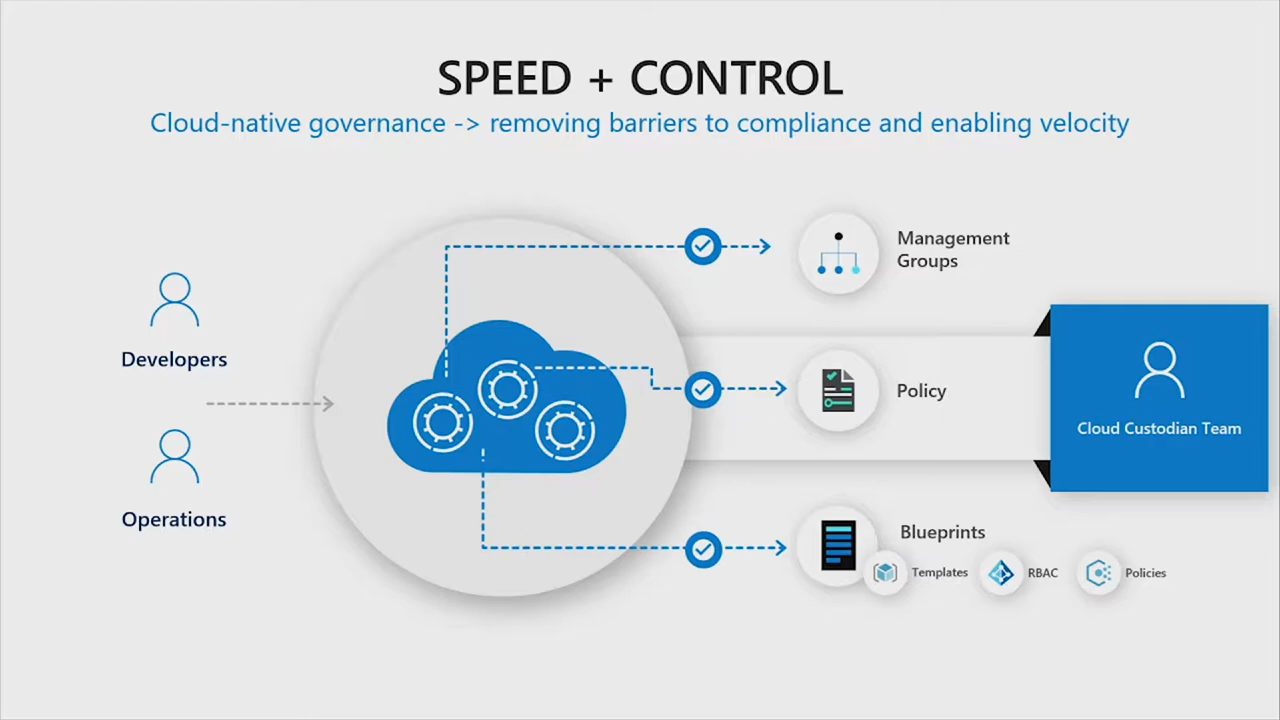 SPEED + CONTROL
Cloud-native governance -> removing barriers to compliance and enabling velocity
Developers
Operations
Management
Groups
Policy
Cloud Custodian Team
Blueprints
Templates
RBAC
Policies